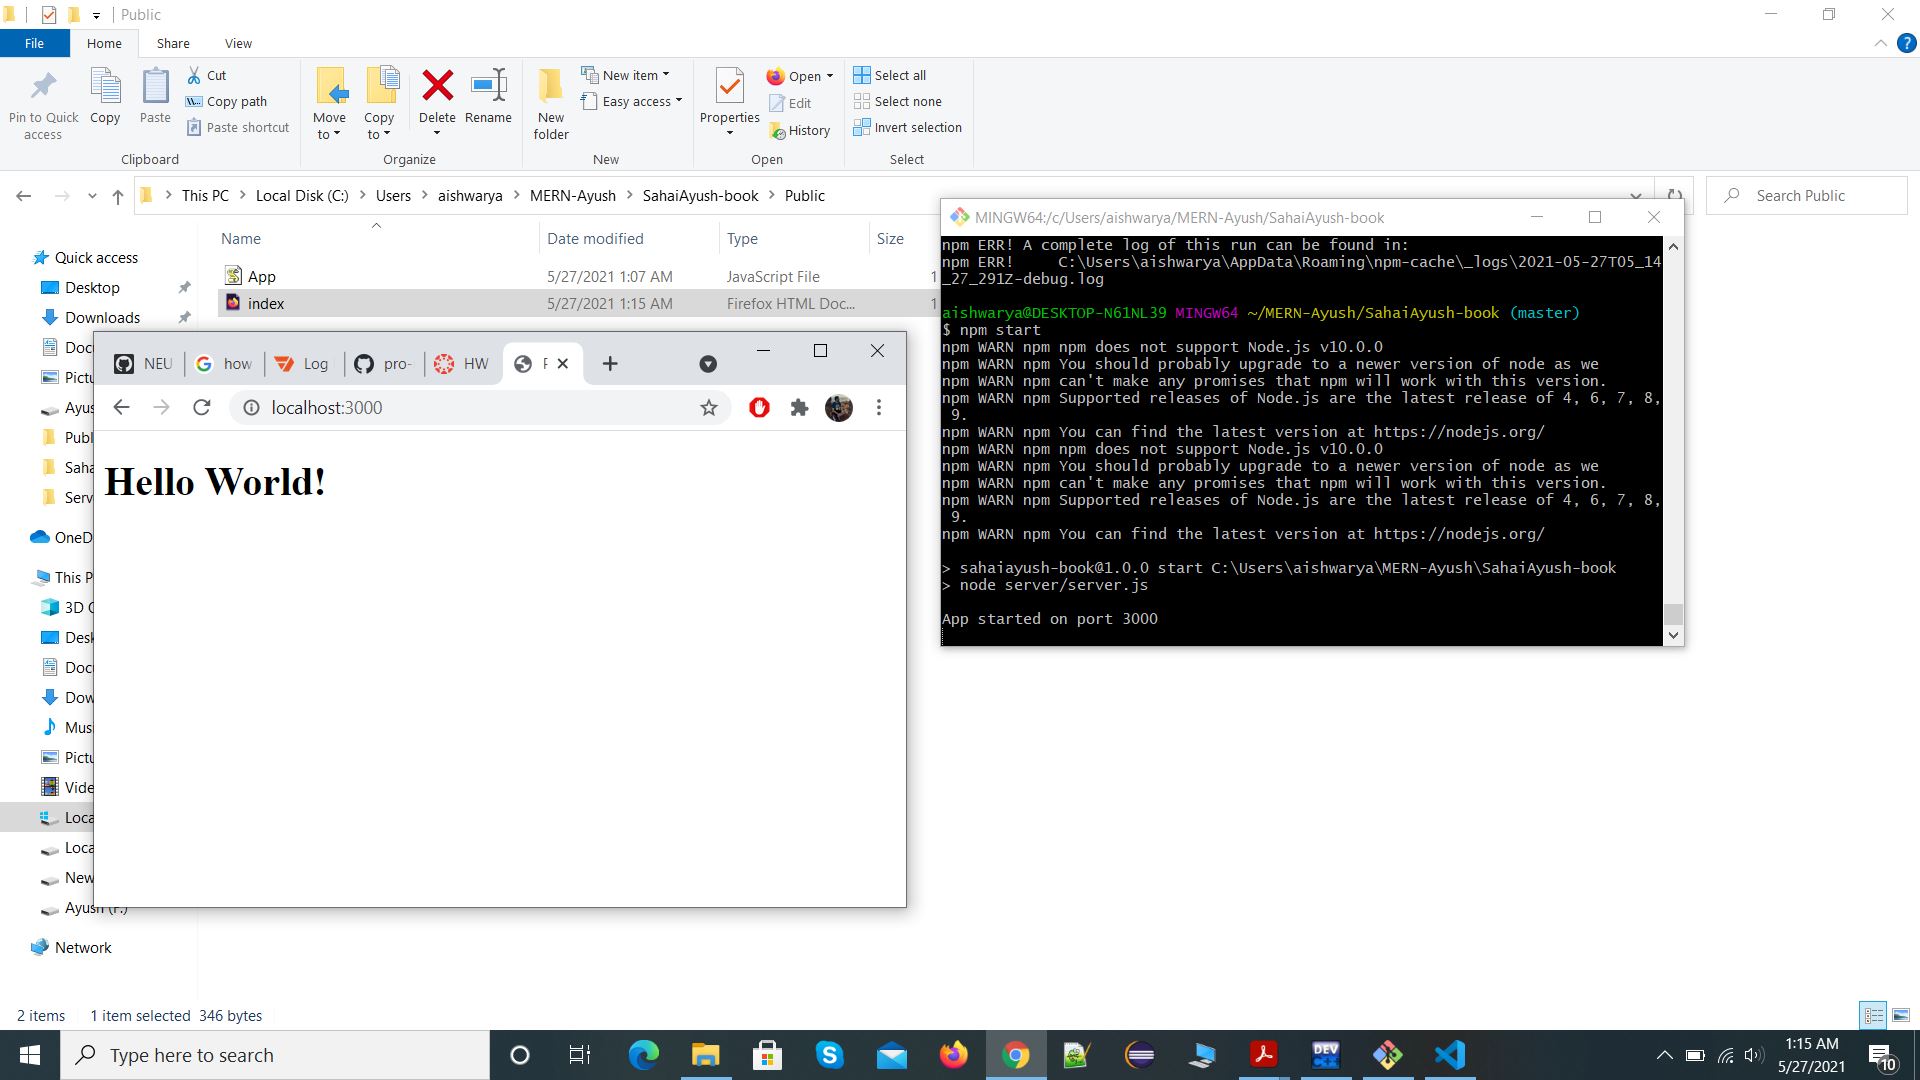 Public
File
Home
Share
View
Pin to Quick
access
Copy
Paste
Cut
Copy path
Paste shortcut
Clipboard
Move
to
Copy
to
Delete
Rename
Organize
New
folder
New item
Easy access
New
Properties
Open
Edit
History
Open
Select all
Select none
Invert selection
Select
This PC
Local Disk (C:)
Users
aishwarya
MERN-Ayush
SahaiAyush-book
Public
Search Public
Name
Date modified
Type
Size
App
5/27/2021 1:07 AM
JavaScript File
1
index
5/27/2021 1:15 AM
Firefox HTML Doc...
1
Quick access
Desktop
Downloads
Docu
Pictu
Ayus
Publ
Saha
Serv
OneD
This P
3D O
Desk
Docu
Dow
Musi
Pictu
Vide
Loca
Loca
New
Ayush (F:)
Network
NEU
how
Log
pro-
HW
localhost:3000
Hello World!
MINGW64:/c/Users/aishwarya/MERN-Ayush/SahaiAyush-book
npm ERR! A complete log of this run can be found in:
npm ERR!     C:\Users\aishwarya\AppData\Roaming\npm-cache\_logs\2021-05-27T05_14
_27_291Z-debug.log
aishwarya@DESKTOP-N61NL39 MINGW64 ~/MERN-Ayush/SahaiAyush-book (master)
$ npm start
npm WARN npm npm does not support Node.js v10.0.0
npm WARN npm You should probably upgrade to a newer version of node as we
npm WARN npm can't make any promises that npm will work with this version.
npm WARN npm Supported releases of Node.js are the latest release of 4, 6, 7, 8,
 9.
npm WARN npm You can find the latest version at https://nodejs.org/
npm WARN npm npm does not support Node.js v10.0.0
npm WARN npm You should probably upgrade to a newer version of node as we
npm WARN npm can't make any promises that npm will work with this version.
npm WARN npm Supported releases of Node.js are the latest release of 4, 6, 7, 8,
 9.
npm WARN npm You can find the latest version at https://nodejs.org/
> sahaiayush-book@1.0.0 start C:\Users\aishwarya\MERN-Ayush\SahaiAyush-book
> node server/server.js
App started on port 3000
2 items
1 item selected 346 bytes
Type here to search
DEV
1:15 AM
5/27/2021
10